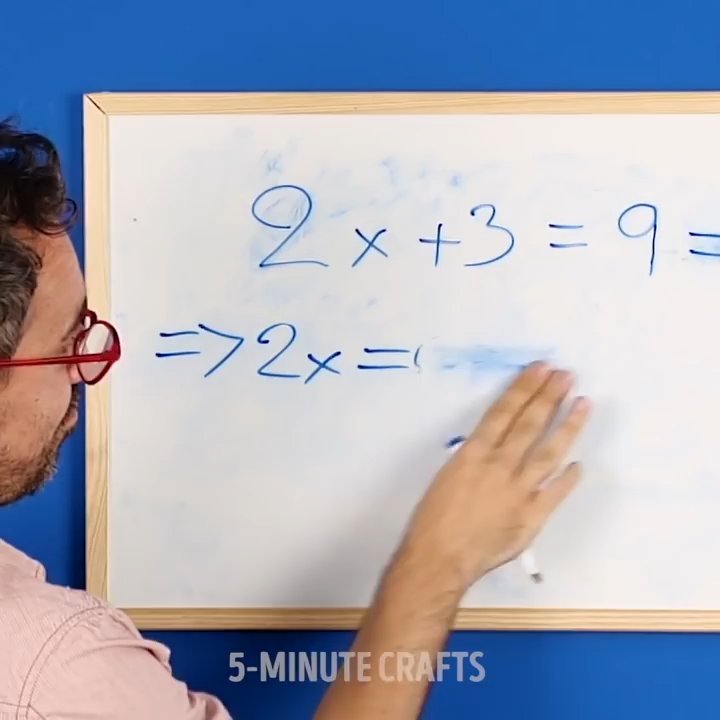 2x+3=9=
=>2x=
5-MINUTE CRAFTS